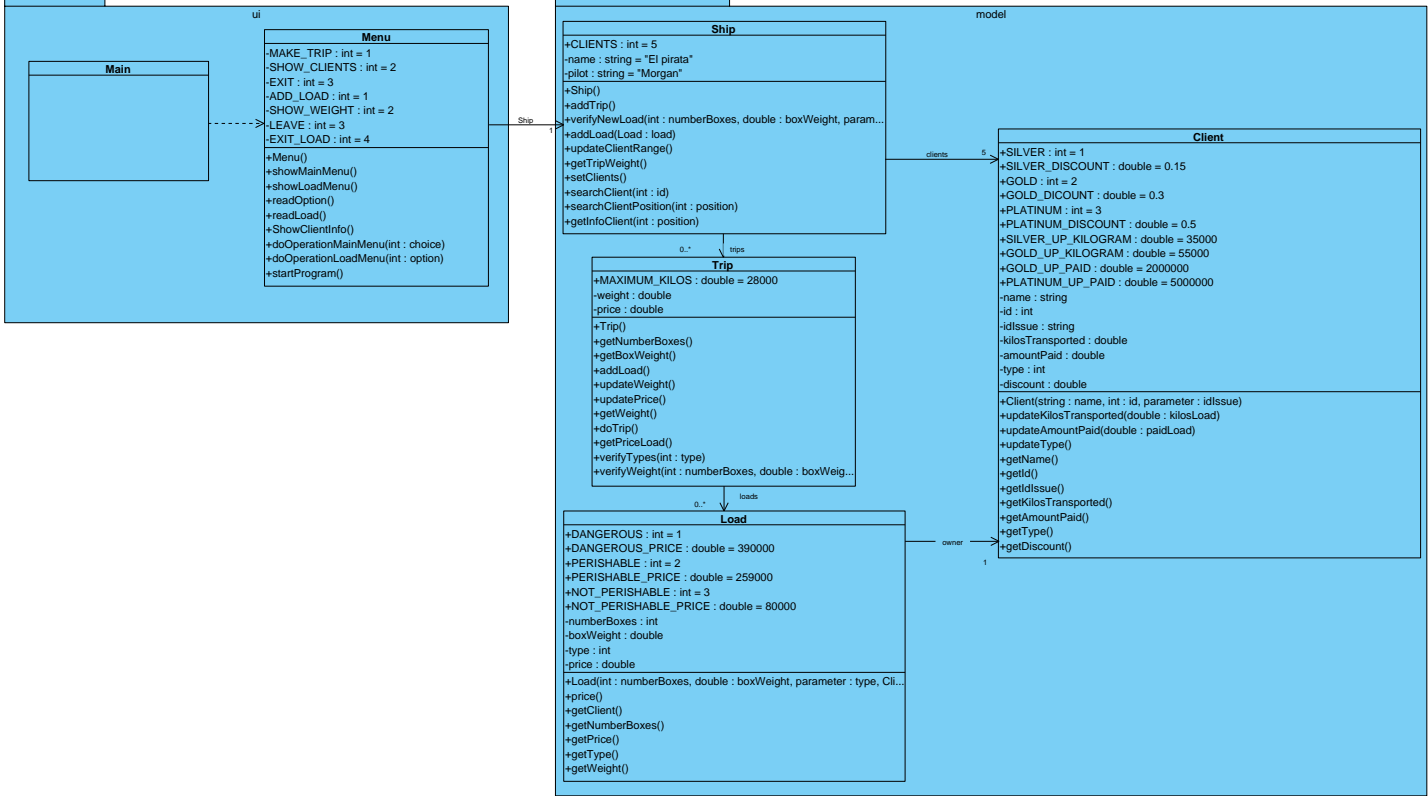 ui
Main
Menu
-MAKE_TRIP : int = 1
-SHOW_CLIENTS : int = 2
-EXIT : int = 3
-ADD_LOAD : int = 1
-SHOW_WEIGHT : int = 2
-LEAVE : int = 3
-EXIT_LOAD : int = 4
+Menu()
+showMainMenu()
+showLoadMenu()
+readOption()
+readLoad()
+ShowClientInfo()
+doOperationMainMenu(int : choice)
+doOperationLoadMenu(int : option)
+startProgram()
Ship
1
model
Ship
+CLIENTS : int = 5
-name : string = "El pirata"
-pilot : string = "Morgan"
+Ship()
+addTrip()
+verifyNewLoad(int : numberBoxes, double : boxWeight, param...
+addLoad(Load : load)
+updateClientRange()
+getTripWeight()
+setClients()
+searchClient(int : id)
+searchClientPosition(int : position)
+getInfoClient(int : position)
clients
5
0..*
trips
Trip
+MAXIMUM_KILOS : double = 28000
-weight : double
-price : double
+Trip()
+getNumberBoxes()
+getBoxWeight()
+addLoad()
+updateWeight()
+updatePrice()
+getWeight()
+doTrip()
+getPriceLoad()
+verifyTypes(int : type)
+verifyWeight(int : numberBoxes, double : boxWeig...
0..*
loads
Load
+DANGEROUS : int = 1
+DANGEROUS_PRICE : double = 390000
+PERISHABLE : int = 2
+PERISHABLE_PRICE : double = 259000
+NOT_PERISHABLE : int = 3
+NOT_PERISHABLE_PRICE : double = 80000
-numberBoxes : int
-boxWeight : double
-type : int
-price : double
+Load(int : numberBoxes, double : boxWeight, parameter : type, Cli...
+price()
+getClient()
+getNumberBoxes()
+getPrice()
+getType()
+getWeight()
owner
1
Client
+SILVER : int = 1
+SILVER_DISCOUNT : double = 0.15
+GOLD : int = 2
+GOLD_DICOUNT : double = 0.3
+PLATINUM : int = 3
+PLATINUM_DISCOUNT : double = 0.5
+SILVER_UP_KILOGRAM : double = 35000
+GOLD_UP_KILOGRAM : double = 55000
+GOLD_UP_PAID : double = 2000000
+PLATINUM_UP_PAID : double = 5000000
-name : string
-id : int
-idIssue : string
-kilosTransported : double
-amountPaid : double
-type : int
-discount : double
+Client(string : name, int : id, parameter : idIssue)
+updateKilosTransported(double : kilosLoad)
+updateAmountPaid(double : paidLoad)
+updateType()
+getName()
+getId()
+getIdIssue()
+getKilosTransported()
+getAmountPaid()
+getType()
+getDiscount()